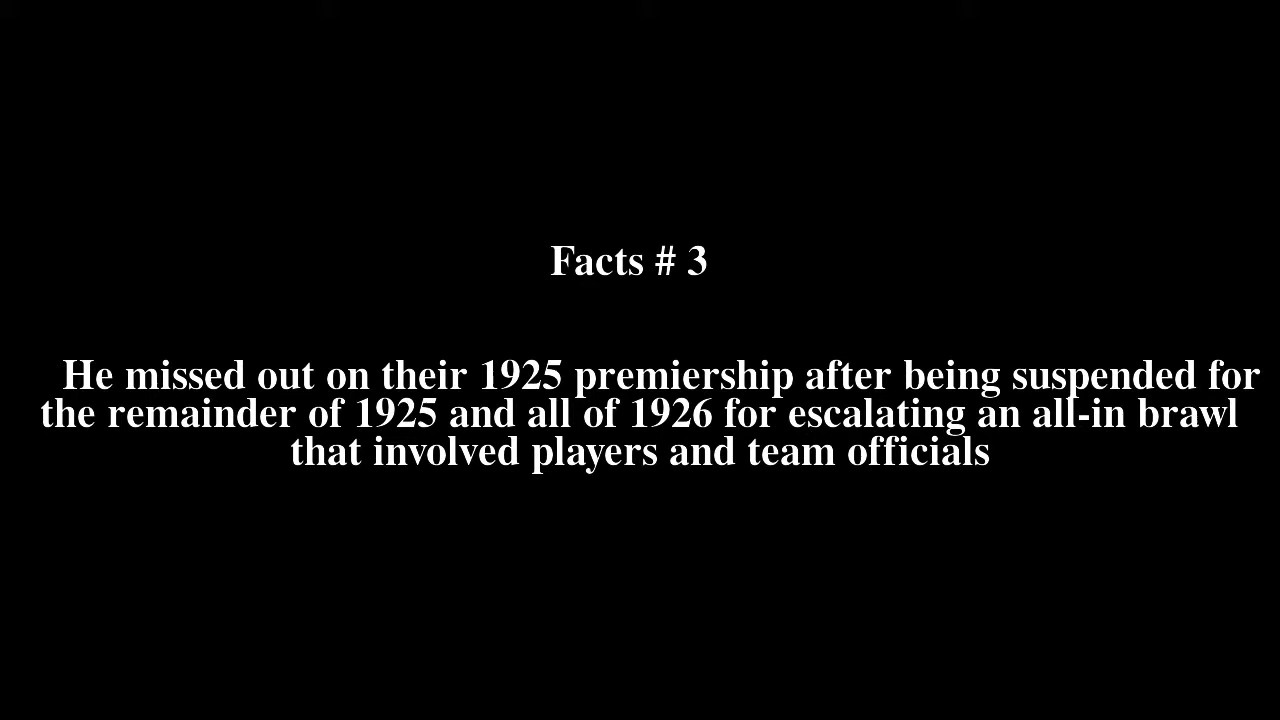 Facts # 3
He missed out on their 1925 premiership after being suspended for
the remainder of 1925 and all of 1926 for escalating an all-in brawl
that involved players and team officials